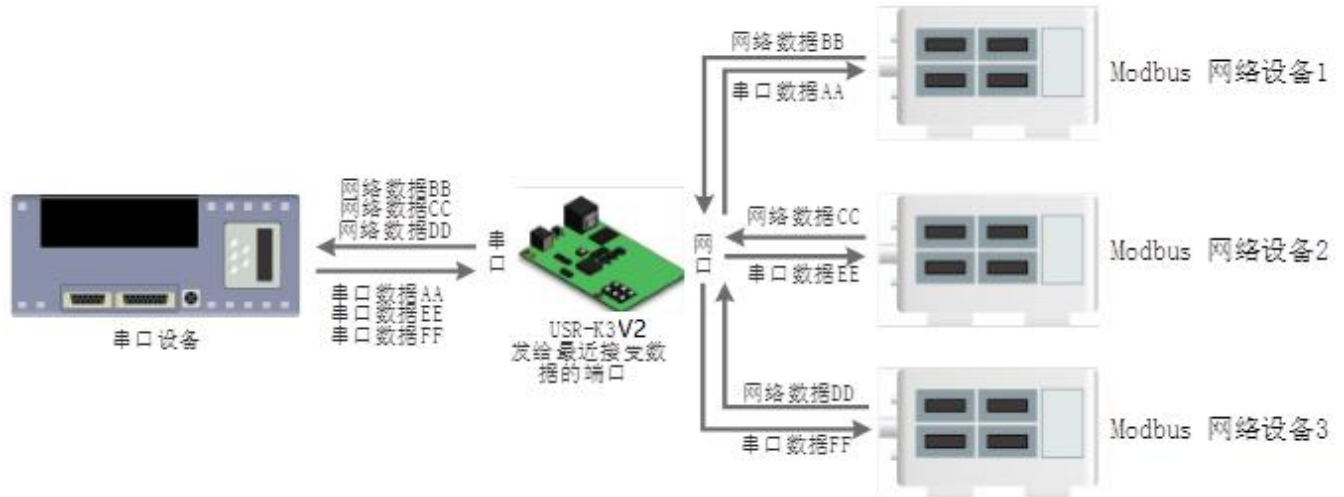 网络数据BB
串口数据AA
Modbus 网络设备1
网络数据BB
网络数据CC
网络数据DD
串口
网口
网络数据CC
串口数据EE
Modbus 网络设备2
串口数据AA
串口数据EE
串口数据FF
串口设备
USR-K3V2
发给最近接受数
据的端口
网络数据DD
串口数据FF
Modbus 网络设备3